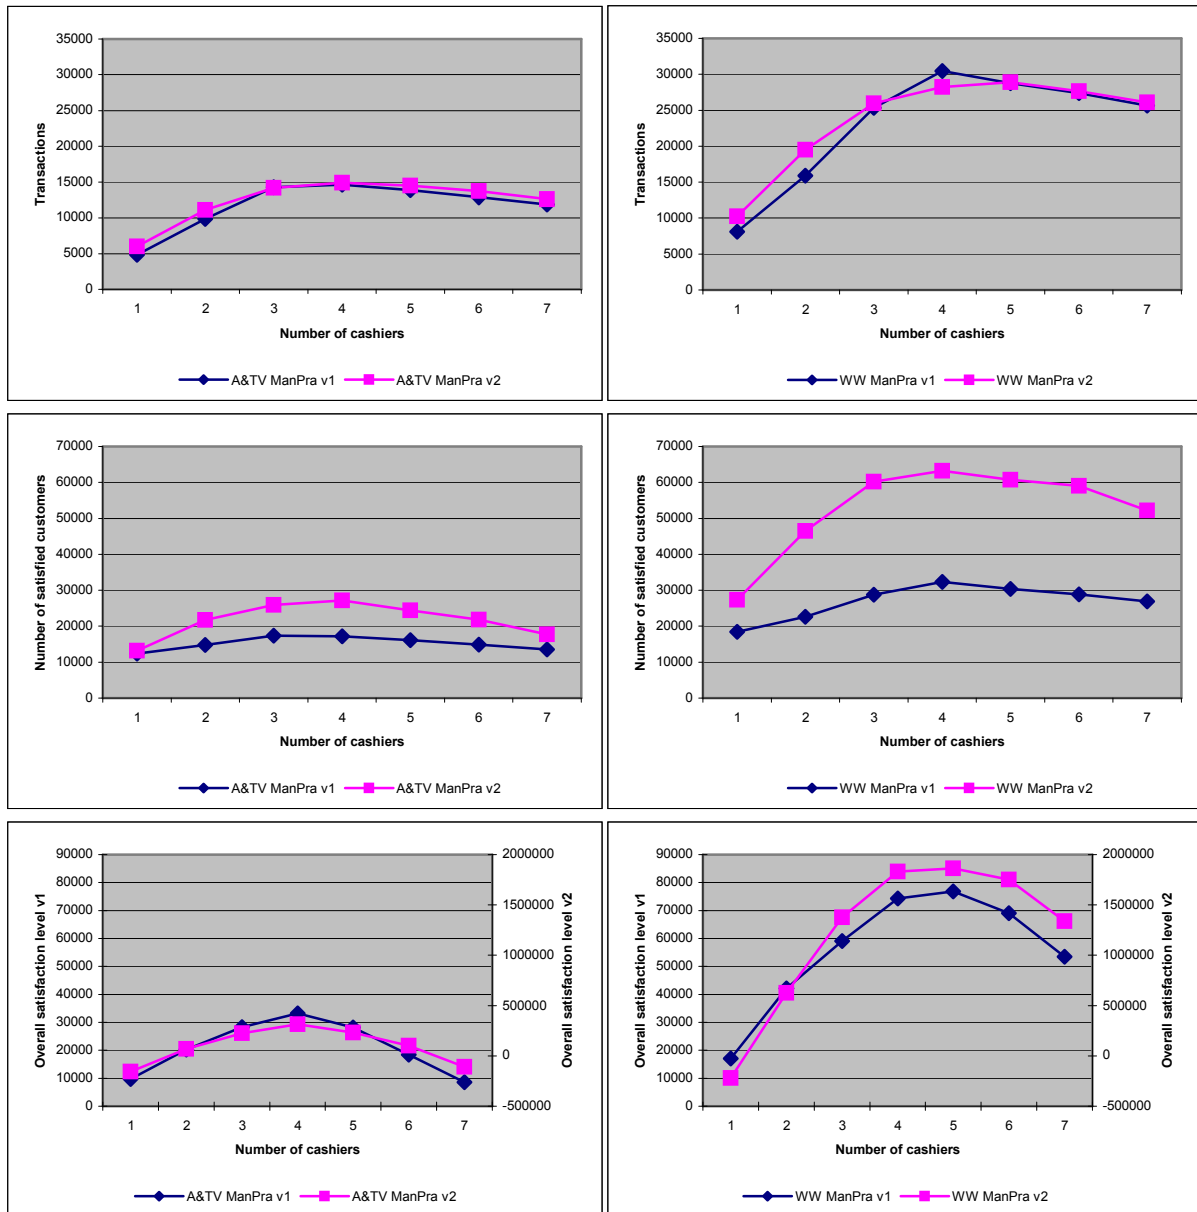 35000
30000
25000
20000
15000
10000
5000
0
Transactions
1 2 3 4 5 6 7
Number of cashiers
A&TV ManPra v1 A&TV ManPra v2
35000
30000
25000
20000
15000
10000
5000
0
Transactions
1 2 3 4 5 6 7
Number of cashiers
WW ManPra v1 WW ManPra v2
70000
60000
50000
40000
30000
20000
10000
0
Number of satisfied customers
1 2 3 4 5 6 7
Number of cashiers
A&TV ManPra v1 A&TV ManPra v2
70000
60000
50000
40000
30000
20000
10000
0
Number of satisfied customers
1 2 3 4 5 6 7
Number of cashiers
WW ManPra v1 WW ManPra v2
90000
80000
70000
60000
50000
40000
30000
20000
10000
0
Overall satisfaction level v1
2000000
1500000
1000000
500000
0
-500000
Overall satisfaction level v2
1 2 3 4 5 6 7
Number of cashiers
A&TV ManPra v1 A&TV ManPra v2
90000
80000
70000
60000
50000
40000
30000
20000
10000
0
Overall satisfaction level v1
2000000
1500000
1000000
500000
0
-500000
Overall satisfaction level v2
1 2 3 4 5 6 7
Number of cashiers
WW ManPra v1 WW ManPra v2